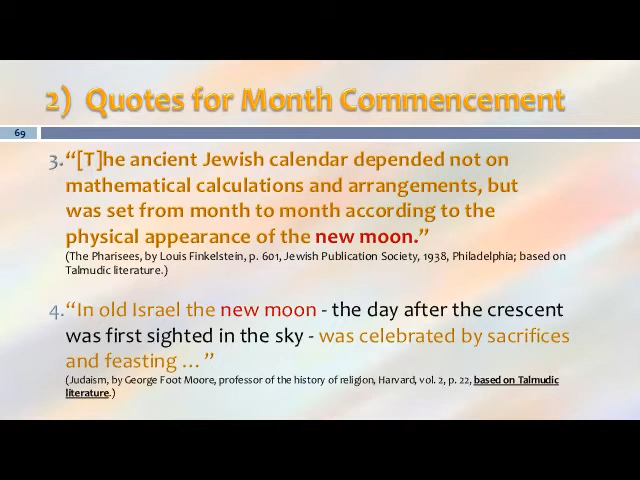 2) Quotes for Month Commencement
69
3. “[T]he ancient Jewish calendar depended not on
mathematical calculations and arrangements, but
was set from month to month according to the
physical appearance of the new moon.”
(The Pharisees, by Louis Finkelstein, p. 601, Jewish Publication Society, 1938, Philadelphia; based on
Talmudic literature.)
4. “In old Israel the new moon - the day after the crescent
was first sighted in the sky - was celebrated by sacrifices
and feasting …”
(Judaism, by George Foot Moore, professor of the history of religion, Harvard, vol. 2, p. 22, based on Talmudic
literature.)